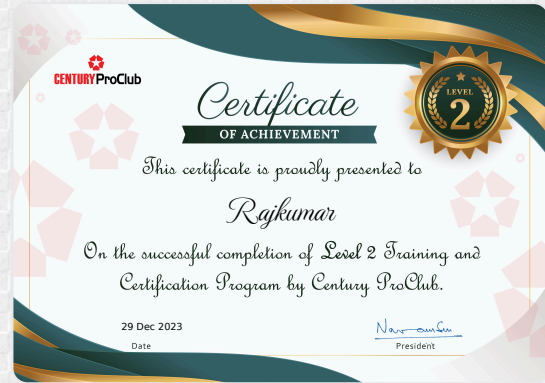 CENTURY ProClub
Certificate
OF ACHIEVEMENT
LEVEL
2
This certificate is proudly presented to
Rajkumar
On the successful completion of Level 2 Training and
Certification Program by Century ProClub.
29 Dec 2023
Date
President